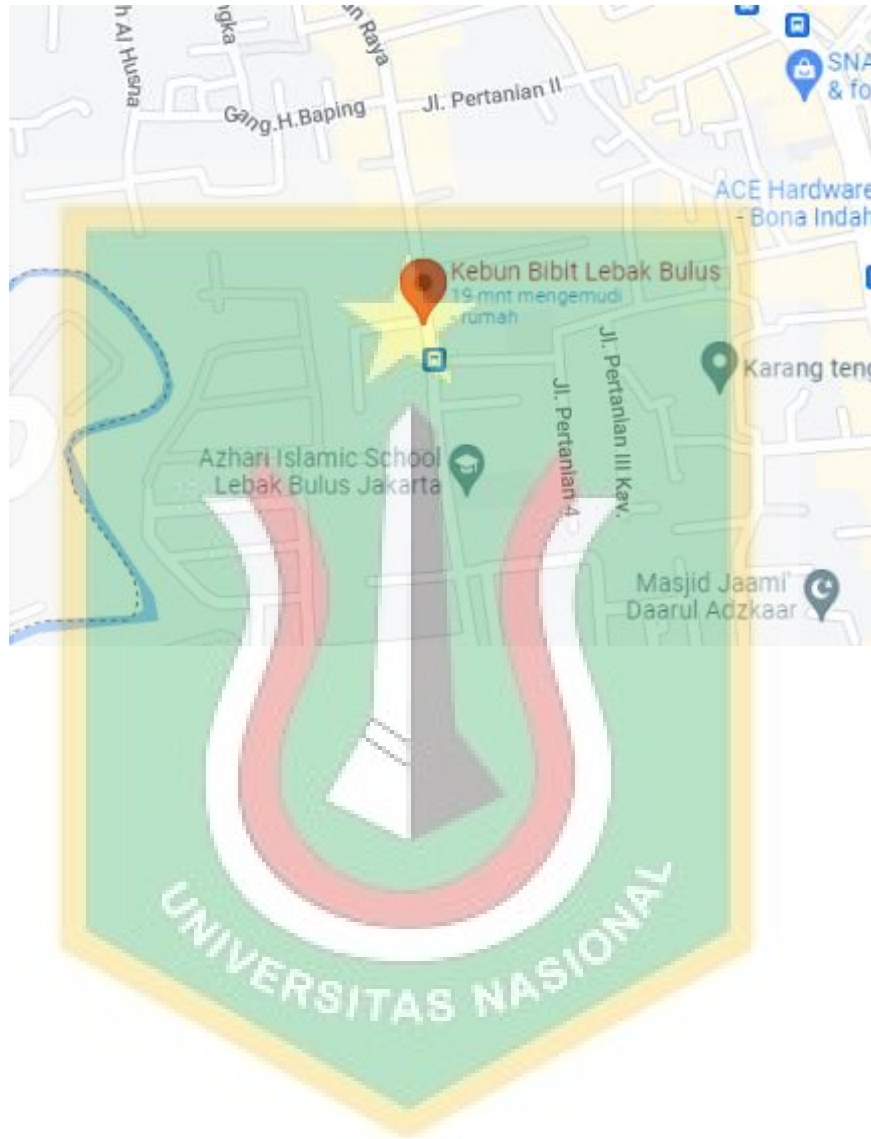 h Al Husna
ngka
un Raya
Gang.H.Baping
Jl. Pertanian II
SNA
& fo
ACE Hardware
- Bona Indah
Kebun Bibit Lebak Bulus
19 mnt mengemudi
- rumah
Jl. Pertanian III Kav.
Jl. Pertanian 4
Karang teng
Azhari Islamic School
Lebak Bulus Jakarta
Masjid Jaami'
Daarul Adzkaar
UNIVERSITAS NASIONAL